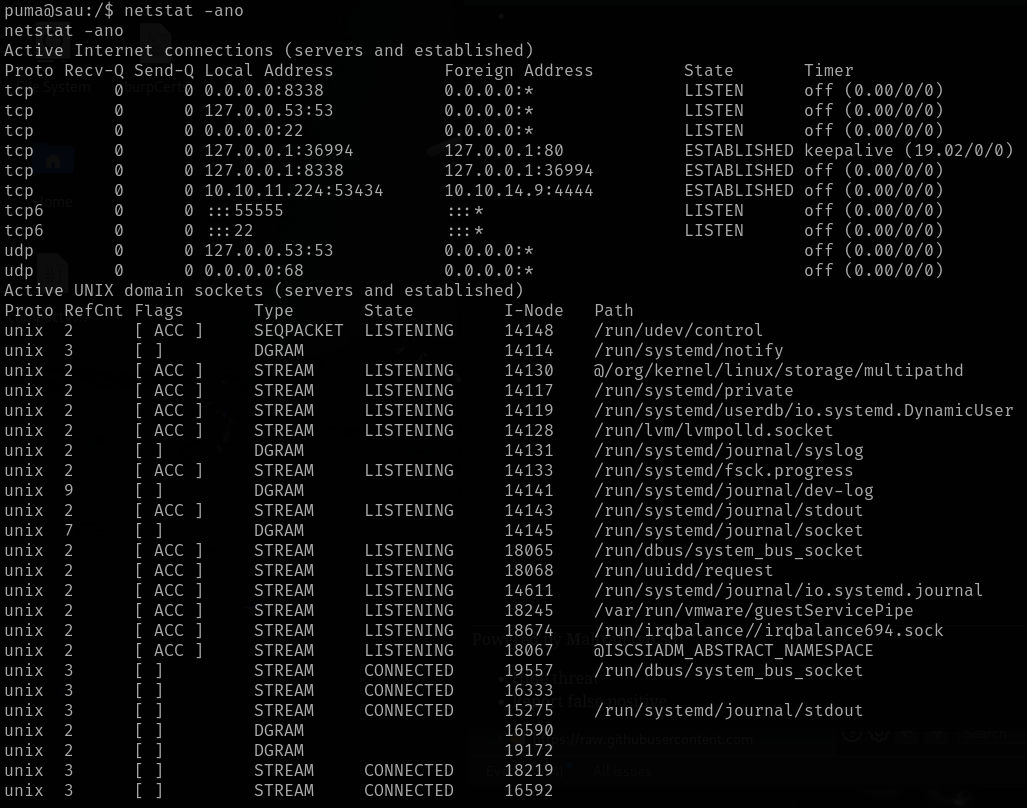 puma@sau:/$ netstat -ano
netstat -ano
Active Internet connections (servers and established)
Proto Recv-Q Send-Q Local Address           Foreign Address         State       Timer
tcp        0      0 0.0.0.0:8338            0.0.0.0:*               LISTEN      off (0.00/0/0)
tcp        0      0 127.0.0.53:53           0.0.0.0:*               LISTEN      off (0.00/0/0)
tcp        0      0 0.0.0.0:22              0.0.0.0:*               LISTEN      off (0.00/0/0)
tcp        0      0 127.0.0.1:36994         127.0.0.1:80            ESTABLISHED keepalive (19.02/0/0)
tcp        0      0 127.0.0.1:8338          127.0.0.1:36994         ESTABLISHED off (0.00/0/0)
tcp        0      0 10.10.11.224:53434      10.10.14.9:4444         ESTABLISHED off (0.00/0/0)
tcp6       0      0 :::55555                :::*                    LISTEN      off (0.00/0/0)
tcp6       0      0 :::22                   :::*                    LISTEN      off (0.00/0/0)
udp        0      0 127.0.0.53:53           0.0.0.0:*                           off (0.00/0/0)
udp        0      0 0.0.0.0:68              0.0.0.0:*                           off (0.00/0/0)
Active UNIX domain sockets (servers and established)
Proto RefCnt Flags       Type       State         I-Node   Path
unix  2      [ ACC ]     SEQPACKET  LISTENING     14148    /run/udev/control
unix  3      [ ]         DGRAM                    14114    /run/systemd/notify
unix  2      [ ACC ]     STREAM     LISTENING     14130    @/org/kernel/linux/storage/multipathd
unix  2      [ ACC ]     STREAM     LISTENING     14117    /run/systemd/private
unix  2      [ ACC ]     STREAM     LISTENING     14119    /run/systemd/userdb/io.systemd.DynamicUser
unix  2      [ ACC ]     STREAM     LISTENING     14128    /run/lvm/lvmpolld.socket
unix  2      [ ]         DGRAM                    14131    /run/systemd/journal/syslog
unix  2      [ ACC ]     STREAM     LISTENING     14133    /run/systemd/fsck.progress
unix  9      [ ]         DGRAM                    14141    /run/systemd/journal/dev-log
unix  2      [ ACC ]     STREAM     LISTENING     14143    /run/systemd/journal/stdout
unix  7      [ ]         DGRAM                    14145    /run/systemd/journal/socket
unix  2      [ ACC ]     STREAM     LISTENING     18065    /run/dbus/system_bus_socket
unix  2      [ ACC ]     STREAM     LISTENING     18068    /run/uuidd/request
unix  2      [ ACC ]     STREAM     LISTENING     14611    /run/systemd/journal/io.systemd.journal
unix  2      [ ACC ]     STREAM     LISTENING     18245    /var/run/vmware/guestServicePipe
unix  2      [ ACC ]     STREAM     LISTENING     18674    /run/irqbalance//irqbalance694.sock
unix  2      [ ACC ]     STREAM     LISTENING     18067    @ISCSIADM_ABSTRACT_NAMESPACE
unix  3      [ ]         STREAM     CONNECTED     19557    /run/dbus/system_bus_socket
unix  3      [ ]         STREAM     CONNECTED     16333
unix  3      [ ]         STREAM     CONNECTED     15275    /run/systemd/journal/stdout
unix  2      [ ]         DGRAM                    16590
unix  2      [ ]         DGRAM                    19172
unix  3      [ ]         STREAM     CONNECTED     18219
unix  3      [ ]         STREAM     CONNECTED     16592